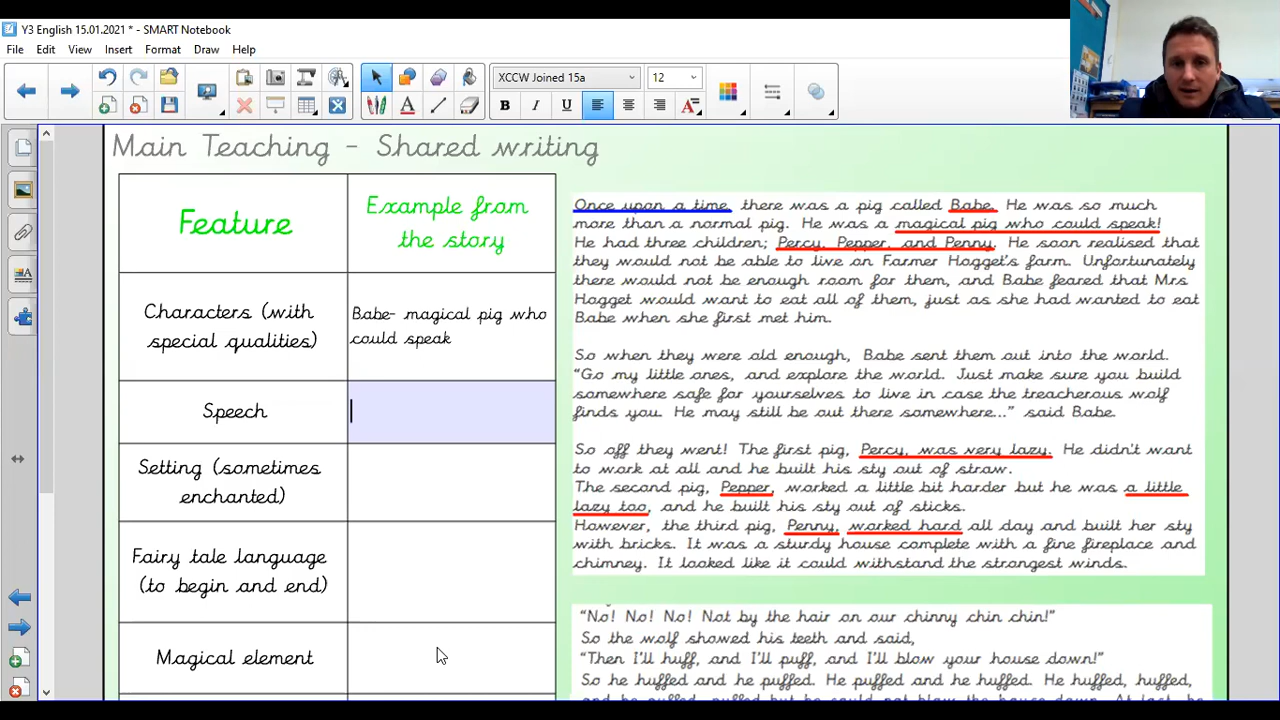 Y3 English 15.01.2021 * - SMART Notebook
File Edit View Insert Format Draw Help
XCCW Joined 15a
12
B I U
Main Teaching - Shared writing
Feature
Example from
the story
Characters (with
special qualities)
Babe- magical pig who
could speak
Speech
Setting (sometimes
enchanted)
Fairy tale language
(to begin and end)
Magical element
Once upon a time, there was a pig called Babe. He was so much
more than a normal pig. He was a magical pig who could speak!
He had three children; Percy, Pepper, and Penny. He soon realised that
they would not be able to live on Farmer Hogget's farm. Unfortunately
there would not be enough room for them, and Babe feared that Mrs
Hogget would want to eat all of them, just as she had wanted to eat
Babe when she first met him.
So when they were old enough, Babe sent them out into the world.
“Go my little ones, and explore the world. Just make sure you build
somewhere safe for yourselves to live in case the treacherous wolf
finds you. He may still be out there somewhere...” said Babe.
So off they went! The first pig, Percy, was very lazy. He didn't want
to work at all and he built his sty out of straw.
The second pig, Pepper, worked a little bit harder but he was a little
lazy too, and he built his sty out of sticks.
However, the third pig, Penny, worked hard all day and built her sty
with bricks. It was a sturdy house complete with a fine fireplace and
chimney. It looked like it could withstand the strongest winds.
“No! No! No! Not by the hair on our chinny chin chin!”
So the wolf showed his teeth and said,
“Then I'll huff, and I'll puff, and I'll blow your house down!”
So he huffed and he puffed. He puffed and he huffed. He huffed, huffed,
and he puffed, puffed but he could not blow the house down. At last, he